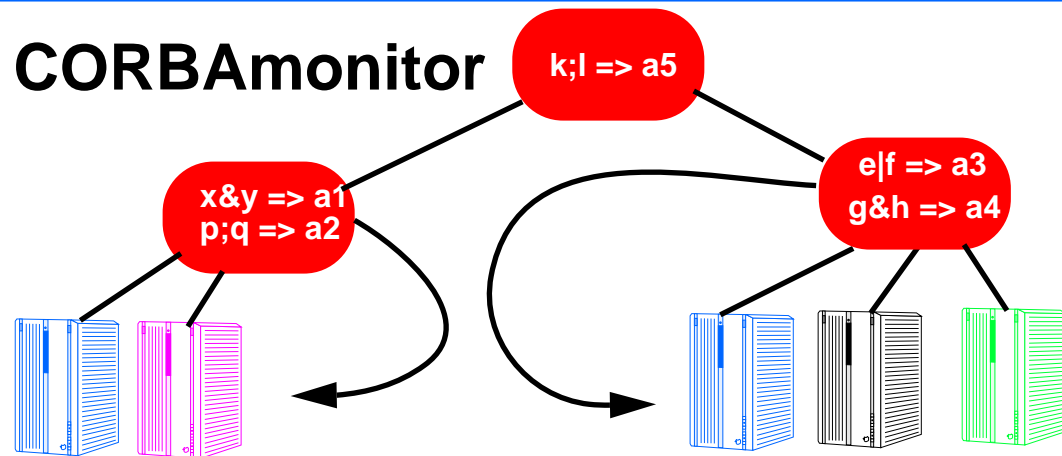 CORBAmonitor
k;l => a5
x&y => a1
p;q => a2
e|f => a3
g&h => a4